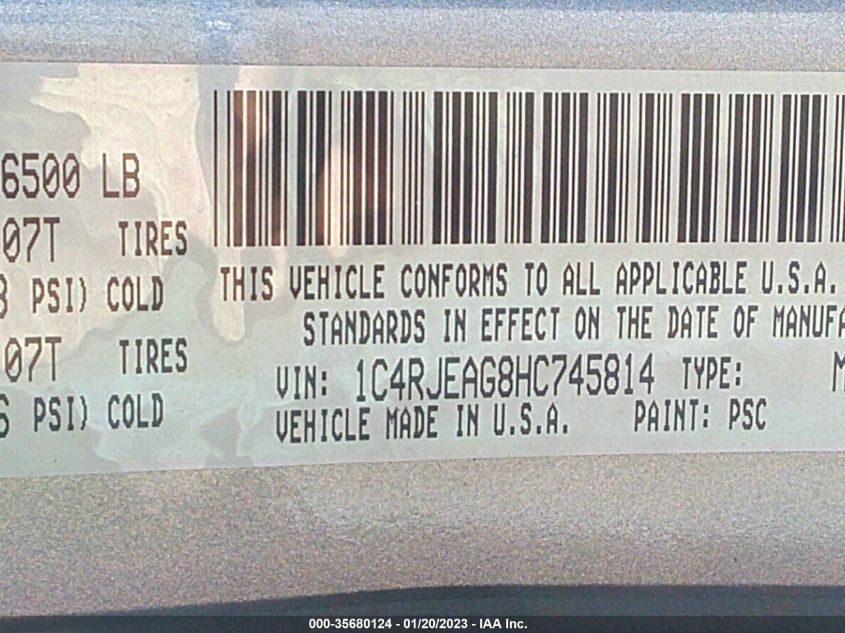 6500 LB
07T TIRES
PSI) COLD
07T TIRES
PSI) COLD
THIS VEHICLE CONFORMS TO ALL APPLICABLE U.S.A.
STANDARDS IN EFFECT ON THE DATE OF MANUFA
VIN: 1C4RJEAG8HC745814 TYPE: M
VEHICLE MADE IN U.S.A. PAINT: PSC
000-35680124 - 01/20/2023 - IAA Inc.